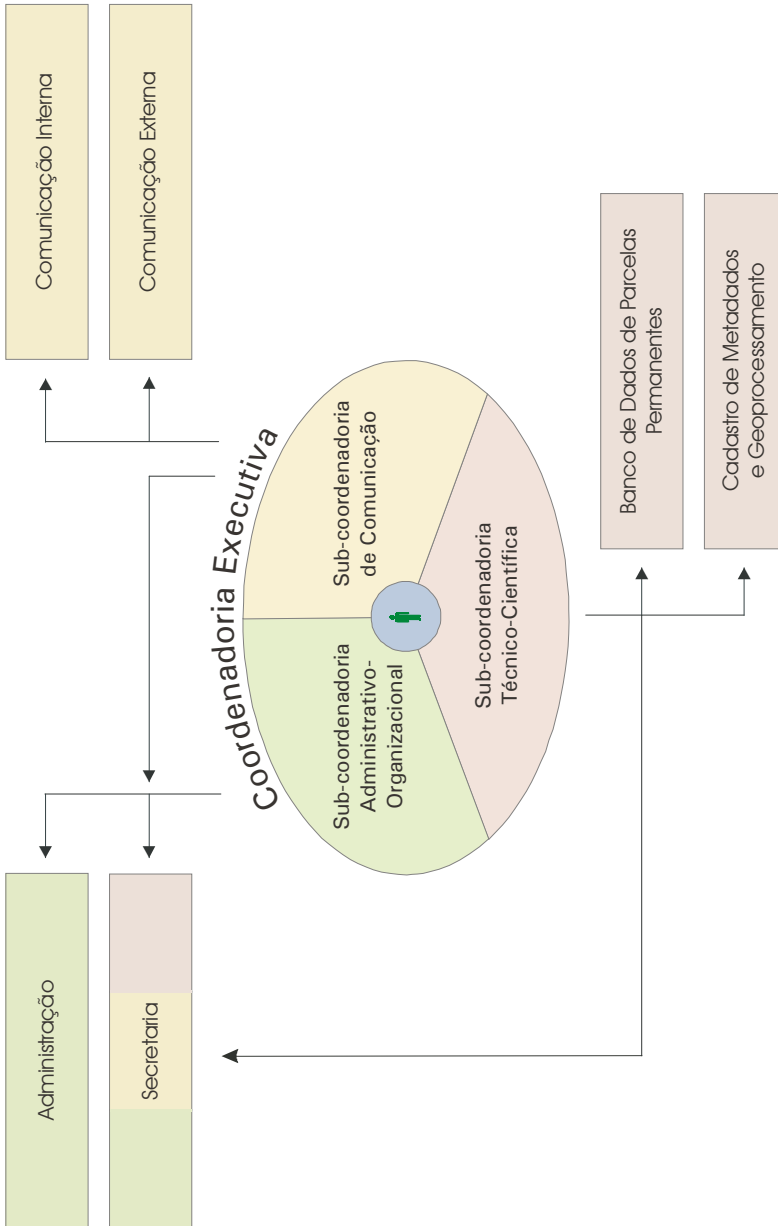 Administração
Secretaria
Comunicação Interna
Comunicação Externa
Coordenadoria Executiva
Sub-coordenadoria
Administrativo-
Organizacional
Sub-coordenadoria
de Comunicação
Sub-coordenadoria
Técnico-Científica
Banco de Dados de Parcelas
Permanentes
Cadastro de Metadados
e Geoprocessamento